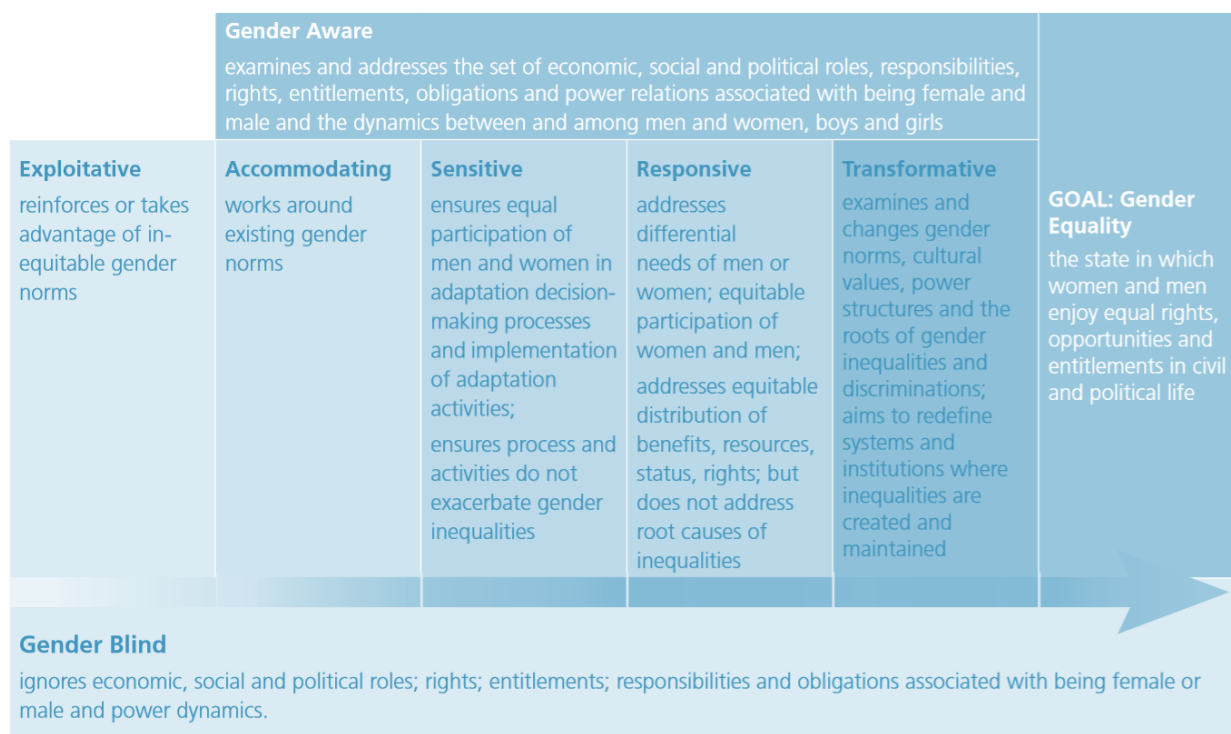 Gender Aware
examines and addresses the set of economic, social and political roles, responsibilities,
rights, entitlements, obligations and power relations associated with being female and
male and the dynamics between and among men and women, boys and girls
Exploitative
reinforces or takes
advantage of in-
equitable gender
norms
Accommodating
works around
existing gender
norms
Sensitive
ensures equal
participation of
men and women in
adaptation decision-
making processes
and implementation
of adaptation
activities;
ensures process and
activities do not
exacerbate gender
inequalities
Responsive
addresses
differential
needs of men or
women; equitable
participation of
women and men;
addresses equitable
distribution of
benefits, resources,
status, rights; but
does not address
root causes of
inequalities
Transformative
examines and
changes gender
norms, cultural
values, power
structures and the
roots of gender
inequalities and
discriminations;
aims to redefine
systems and
institutions where
inequalities are
created and
maintained
GOAL: Gender
Equality
the state in which
women and men
enjoy equal rights,
opportunities and
entitlements in civil
and political life
Gender Blind
ignores economic, social and political roles; rights; entitlements; responsibilities and obligations associated with being female or
male and power dynamics.